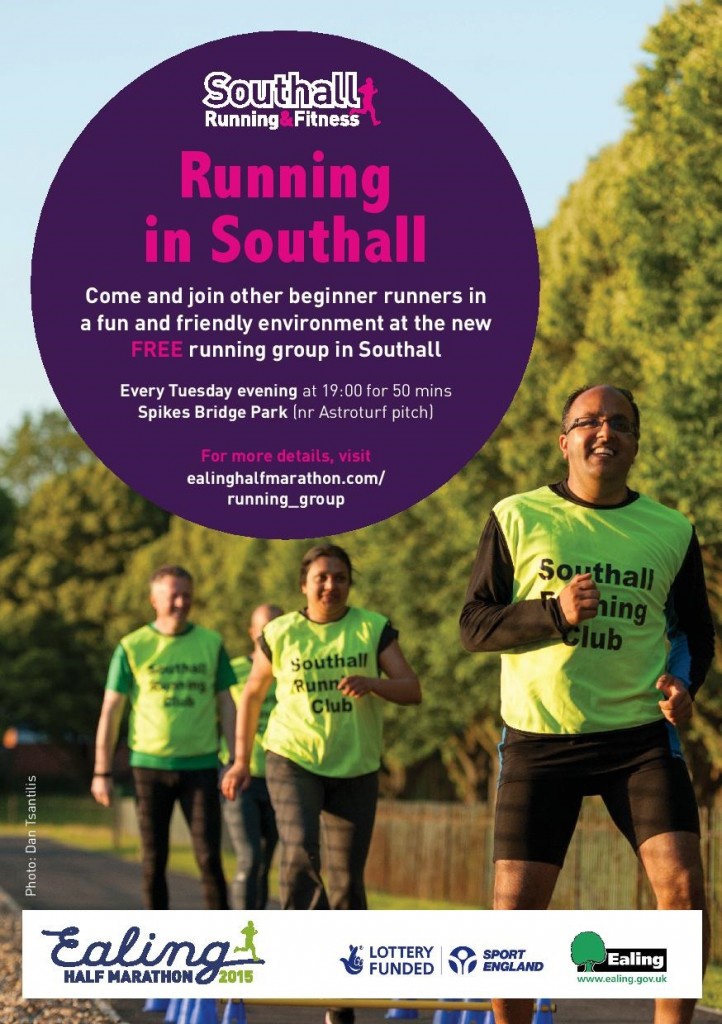 Southall
Running&Fitness
Running
in Southall
Come and join other beginner runners in
a fun and friendly environment at the new
FREE running group in Southall
Every Tuesday evening at 19:00 for 50 mins
Spikes Bridge Park (nr Astroturf pitch)
For more details, visit
ealinghalfmarathon.com/
running_group
Southall
Club
Southall
Club
Southall
Running
Club
Photo: Dan Tsantilis
Ealing
HALF MARATHON 2015
LOTTERY
FUNDED
SPORT
ENGLAND
Ealing
www.ealing.gov.uk